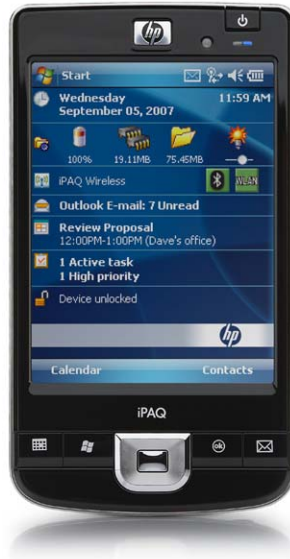 hp
Start
Wednesday 11:59 AM
September 05, 2007
100% 19.11MB 75.45MB
iPAQ Wireless WLAN
Outlook E-mail: 7 Unread
Review Proposal
12:00PM-1:00PM (Dave's office)
1 Active task
1 High priority
Device unlocked
hp
Calendar Contacts
iPAQ
ok